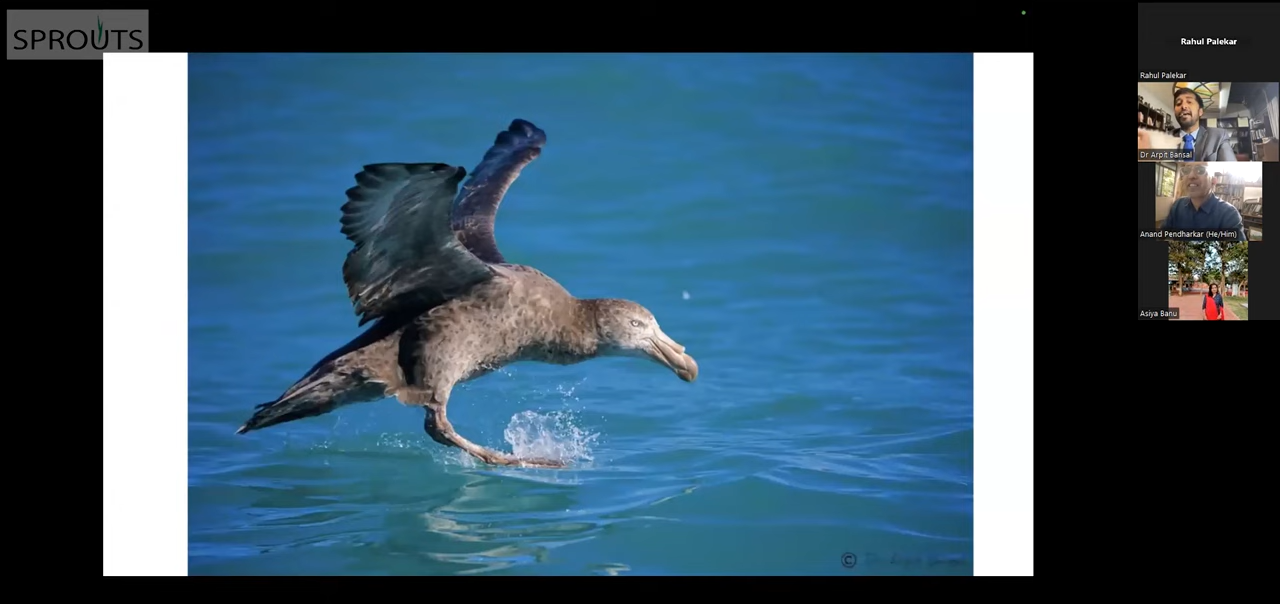 SPROUTS
Rahul Palekar
Rahul Palekar
Dr Arpit Bansal
Anand Pendharkar (He/Him)
Asiya Banu
©